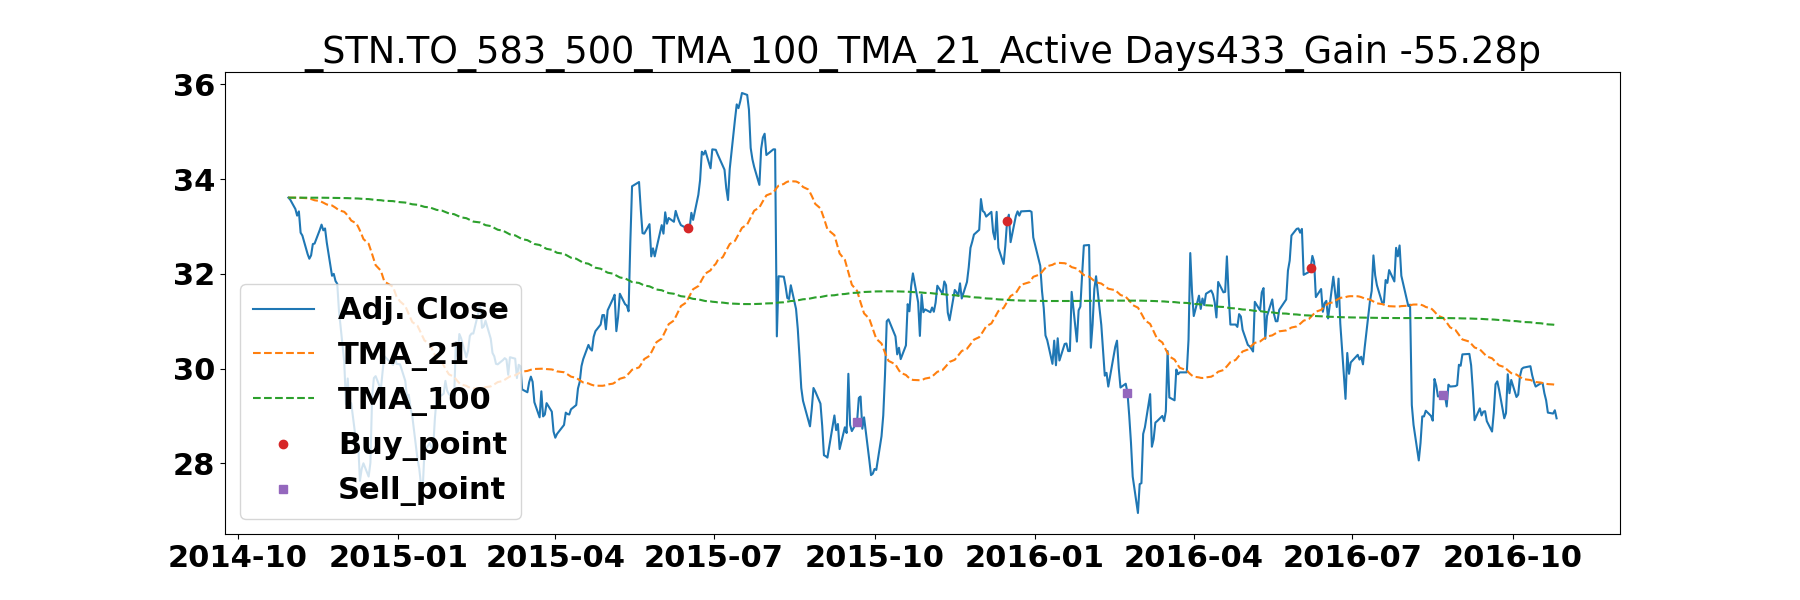 _STN.TO_583_500_TMA_100_TMA_21_Active Days433_Gain -55.28p
36
34
32
30
28
Adj. Close
TMA_21
TMA_100
Buy_point
Sell_point
2014-10 2015-01 2015-04 2015-07 2015-10 2016-01 2016-04 2016-07 2016-10